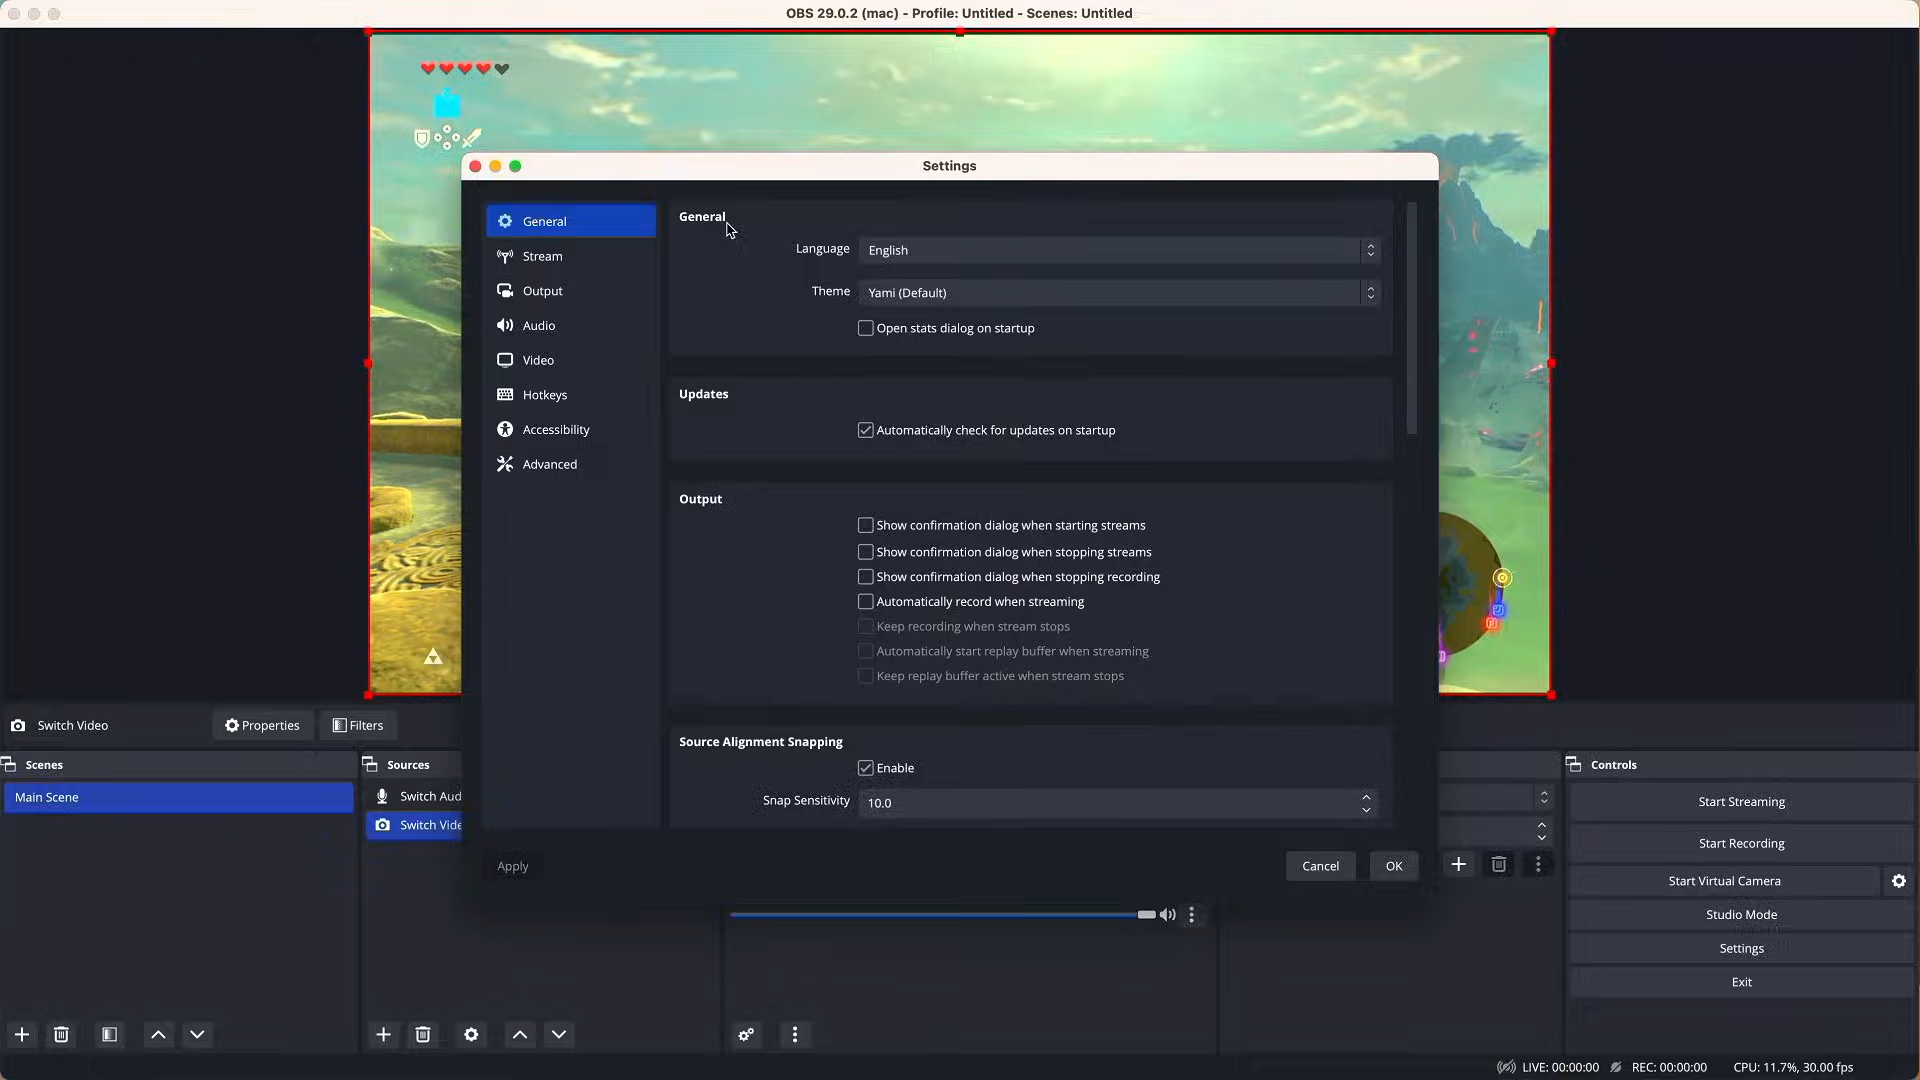 OBS 29.0.2 (mac) - Profile: Untitled - Scenes: Untitled
Settings
General
Stream
Output
Audio
Video
Hotkeys
Accessibility
Advanced
General
Language English
Theme Yami (Default)
Open stats dialog on startup
Updates
Automatically check for updates on startup
Output
Show confirmation dialog when starting streams
Show confirmation dialog when stopping streams
Show confirmation dialog when stopping recording
Automatically record when streaming
Keep recording when stream stops
Automatically start replay buffer when streaming
Keep replay buffer active when stream stops
Source Alignment Snapping
Enable
Snap Sensitivity 10.0
Apply
Cancel
OK
Switch Video
Properties
Filters
Scenes
Main Scene
Sources
Switch Aud
Switch Vide
Controls
Start Streaming
Start Recording
Start Virtual Camera
Studio Mode
Settings
Exit
LIVE: 00:00:00 REC: 00:00:00 CPU: 11.7%, 30.00 fps